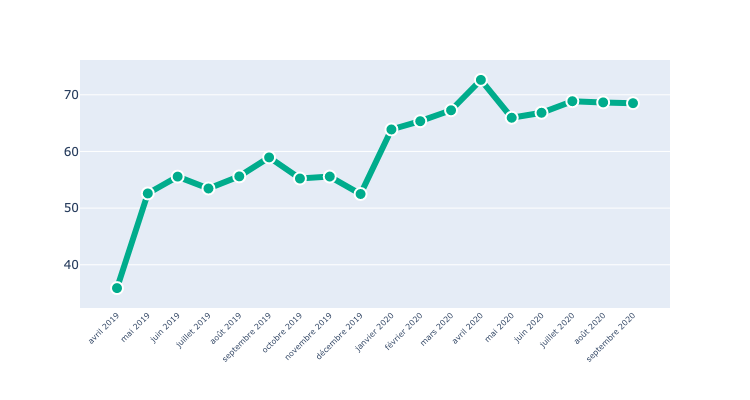 70
60
50
40
avril 2019
mai 2019
juin 2019
juillet 2019
août 2019
septembre 2019
octobre 2019
novembre 2019
décembre 2019
janvier 2020
février 2020
mars 2020
avril 2020
mai 2020
juin 2020
juillet 2020
août 2020
septembre 2020